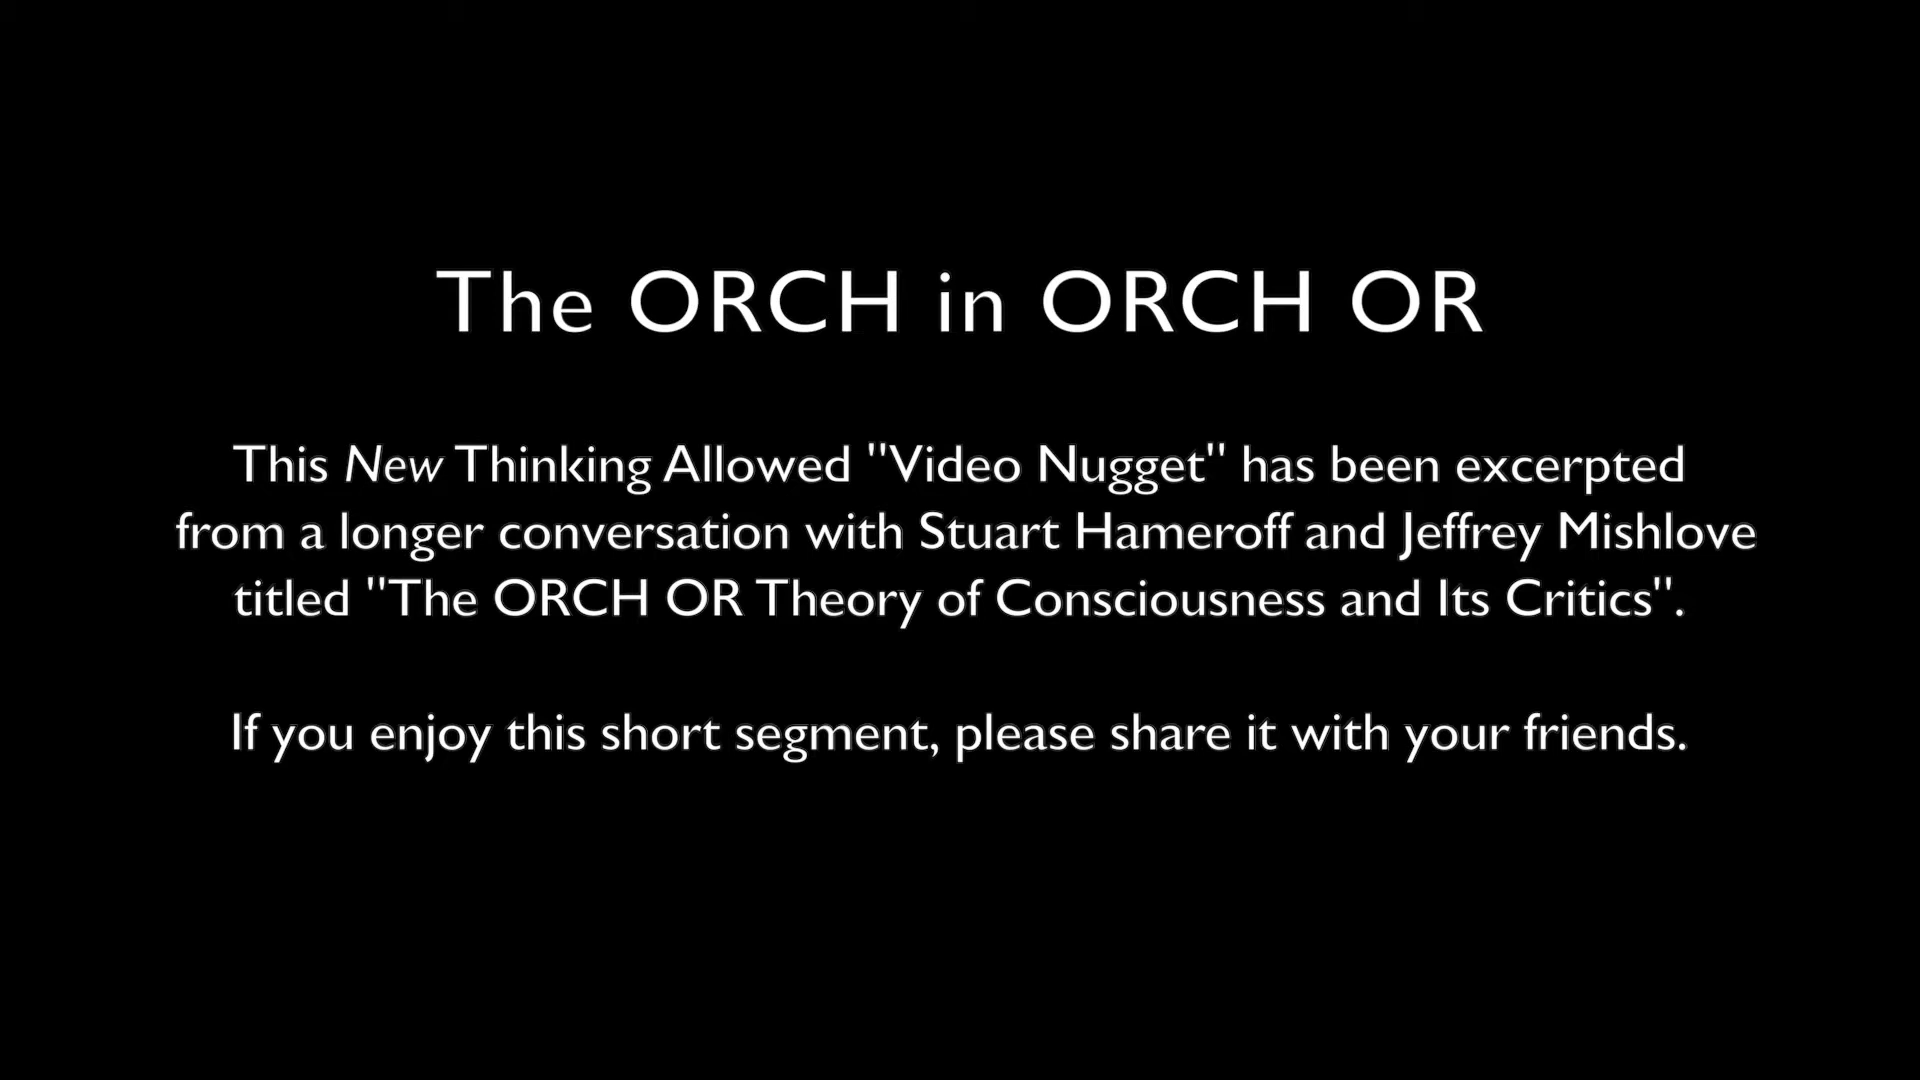 The ORCH in ORCH OR
This New Thinking Allowed "Video Nugget" has been excerpted
from a longer conversation with Stuart Hameroff and Jeffrey Mishlove
titled "The ORCH OR Theory of Consciousness and Its Critics".
If you enjoy this short segment, please share it with your friends.